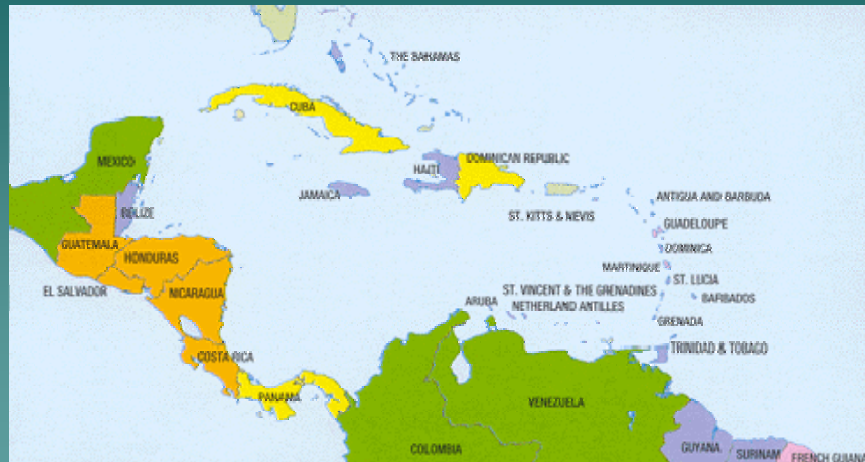 THE BAHAMAS
CUBA
MEXICO
HAITI
DOMINICAN REPUBLIC
JAMAICA
BELIZE
ANTIGUA AND BARBUDA
ST. KITTS & NEVIS
GUADELOUPE
GUATEMALA
HONDURAS
DOMINICA
MARTINIQUE
ST. LUCIA
EL SALVADOR
NICARAGUA
ST. VINCENT & THE GRENADINES
BARBADOS
ARUBA
NETHERLAND ANTILLES
GRENADA
TRINIDAD & TOBAGO
COSTA RICA
PANAMA
VENEZUELA
COLOMBIA
GUYANA
SURINAM
FRENCH GUIANA